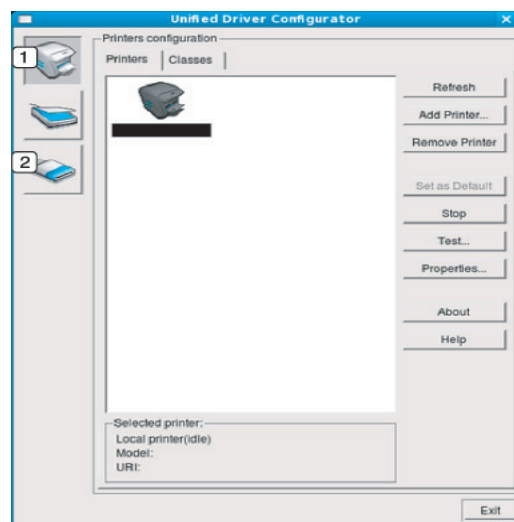 Unified Driver Configurator
Printers configuration
1
Printers
Classes
Refresh
Add Printer...
2
Remove Printer
Set as Default
Stop
Test...
Properties...
About
Help
Selected printer:
Local printer(idle)
Model:
URI:
Exit